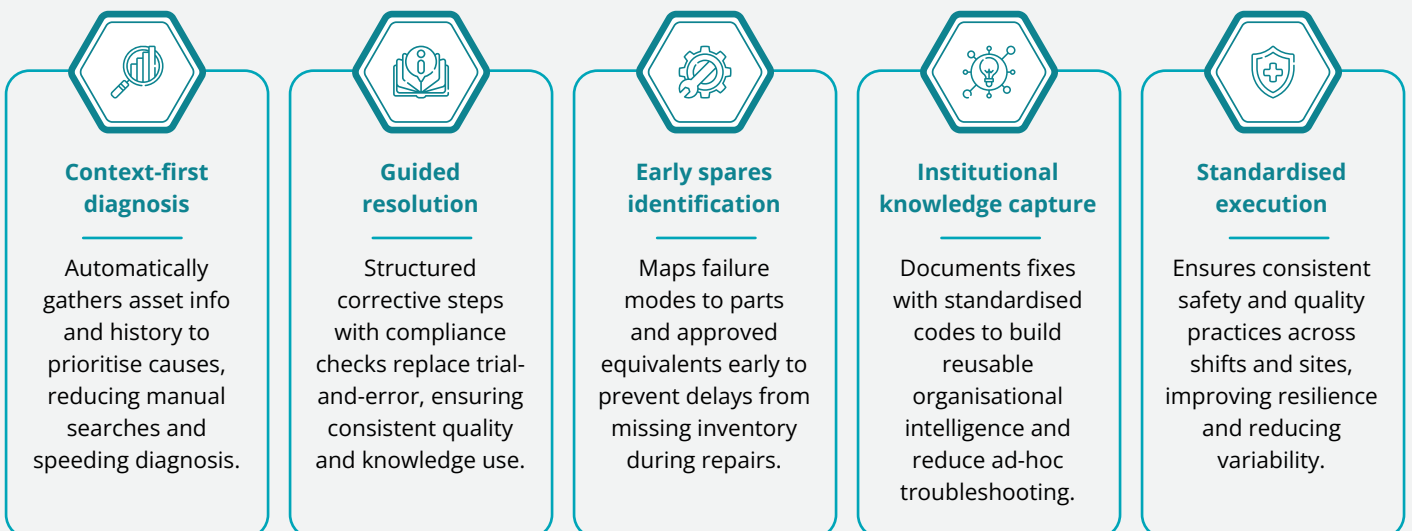 Context-first
diagnosis
Automatically
gathers asset info
and history to
prioritise causes,
reducing manual
searches and
speeding diagnosis.
Guided
resolution
Structured
corrective steps
with compliance
checks replace trial-
and-error, ensuring
consistent quality
and knowledge use.
Early spares
identification
Maps failure
modes to parts
and approved
equivalents early to
prevent delays from
missing inventory
during repairs.
Institutional
knowledge capture
Documents fixes
with standardised
codes to build
reusable
organisational
intelligence and
reduce ad-hoc
troubleshooting.
Standardised
execution
Ensures consistent
safety and quality
practices across
shifts and sites,
improving resilience
and reducing
variability.